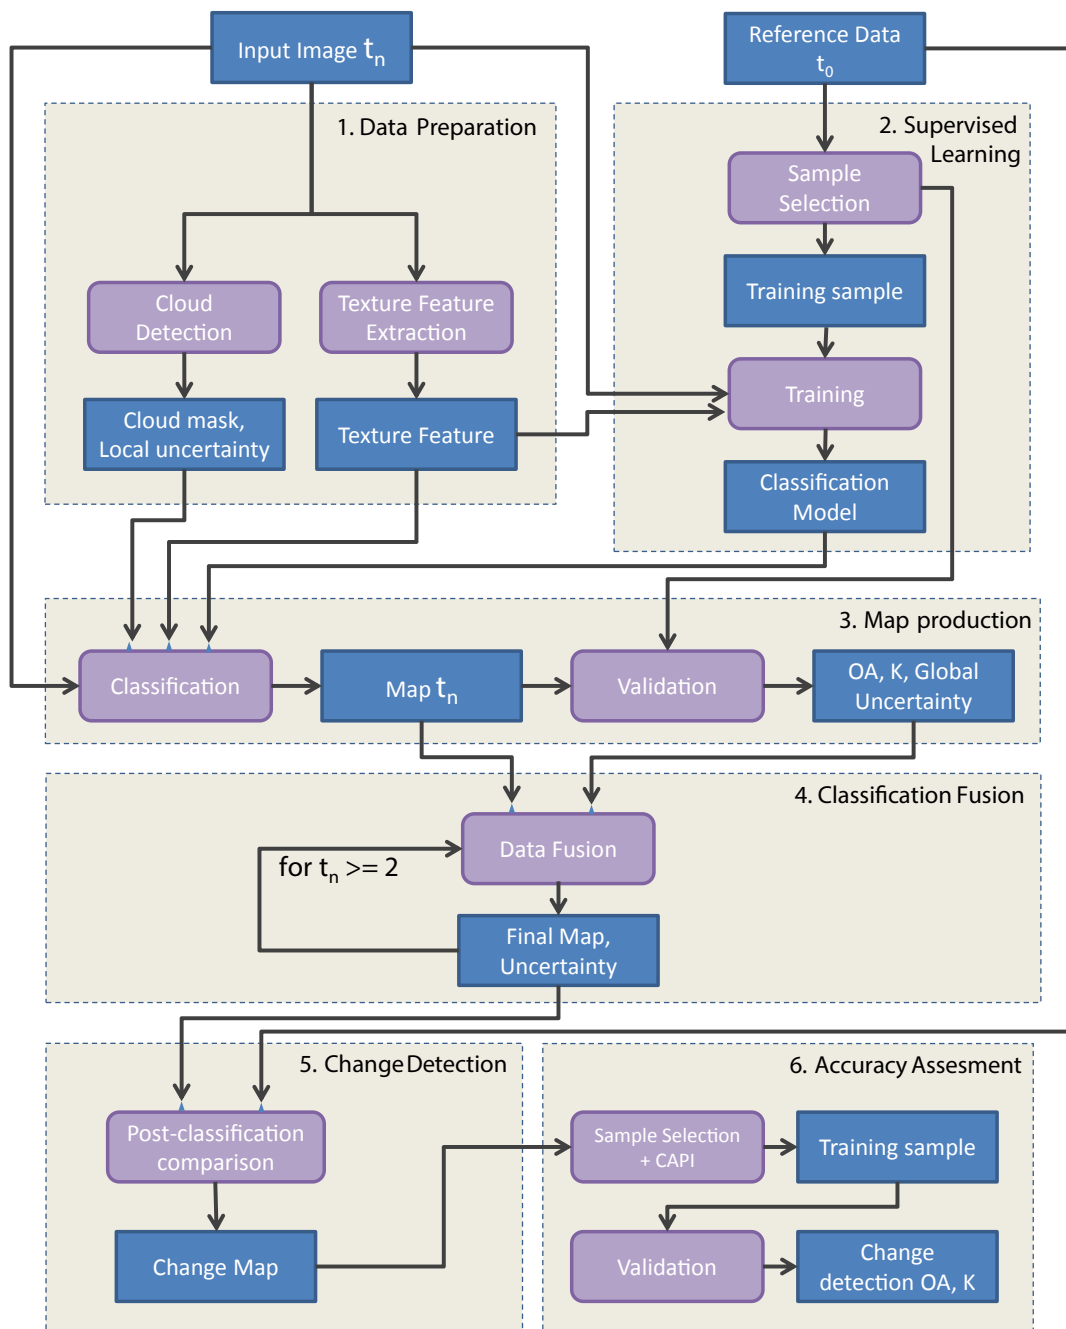 Input Image tn
Reference Data
t0
1. Data Preparation
2. Supervised
Learning
Sample
Selection
Training sample
Cloud
Detection
Texture Feature
Extraction
Training
Cloud mask,
Local uncertainty
Texture Feature
Classification
Model
3. Map production
Classification
Map tn
Validation
OA, K, Global
Uncertainty
4. Classification Fusion
Data Fusion
for tn >= 2
Final Map,
Uncertainty
5. Change Detection
Post-classification
comparison
Change Map
6. Accuracy Assesment
Sample Selection
+ CAPI
Training sample
Validation
Change
detection OA, K